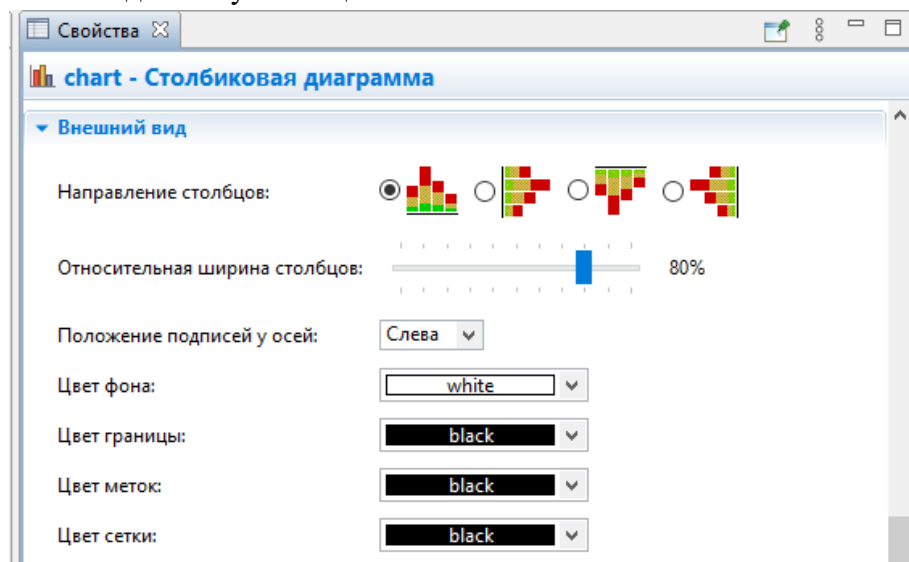 Свойства
chart - Столбиковая диаграмма
Внешний вид
Направление столбцов:
Относительная ширина столбцов: 80%
Положение подписей у осей: Слева
Цвет фона: white
Цвет границы: black
Цвет меток: black
Цвет сетки: black